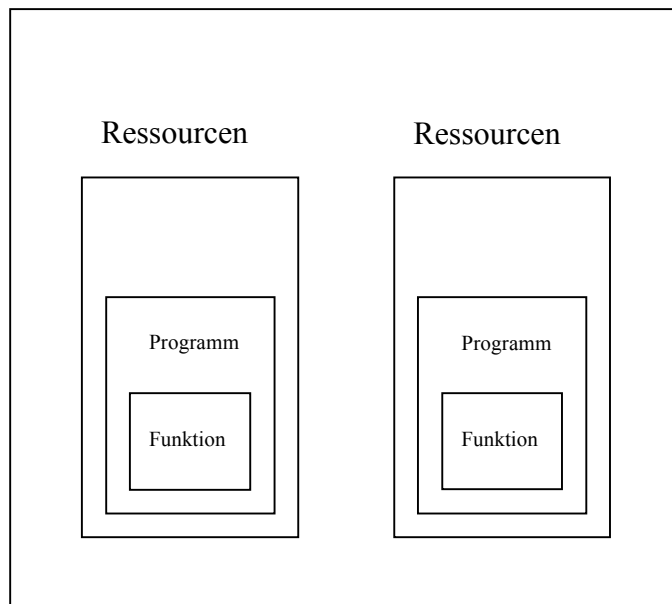 Ressourcen
Ressourcen
Programm
Programm
Funktion
Funktion